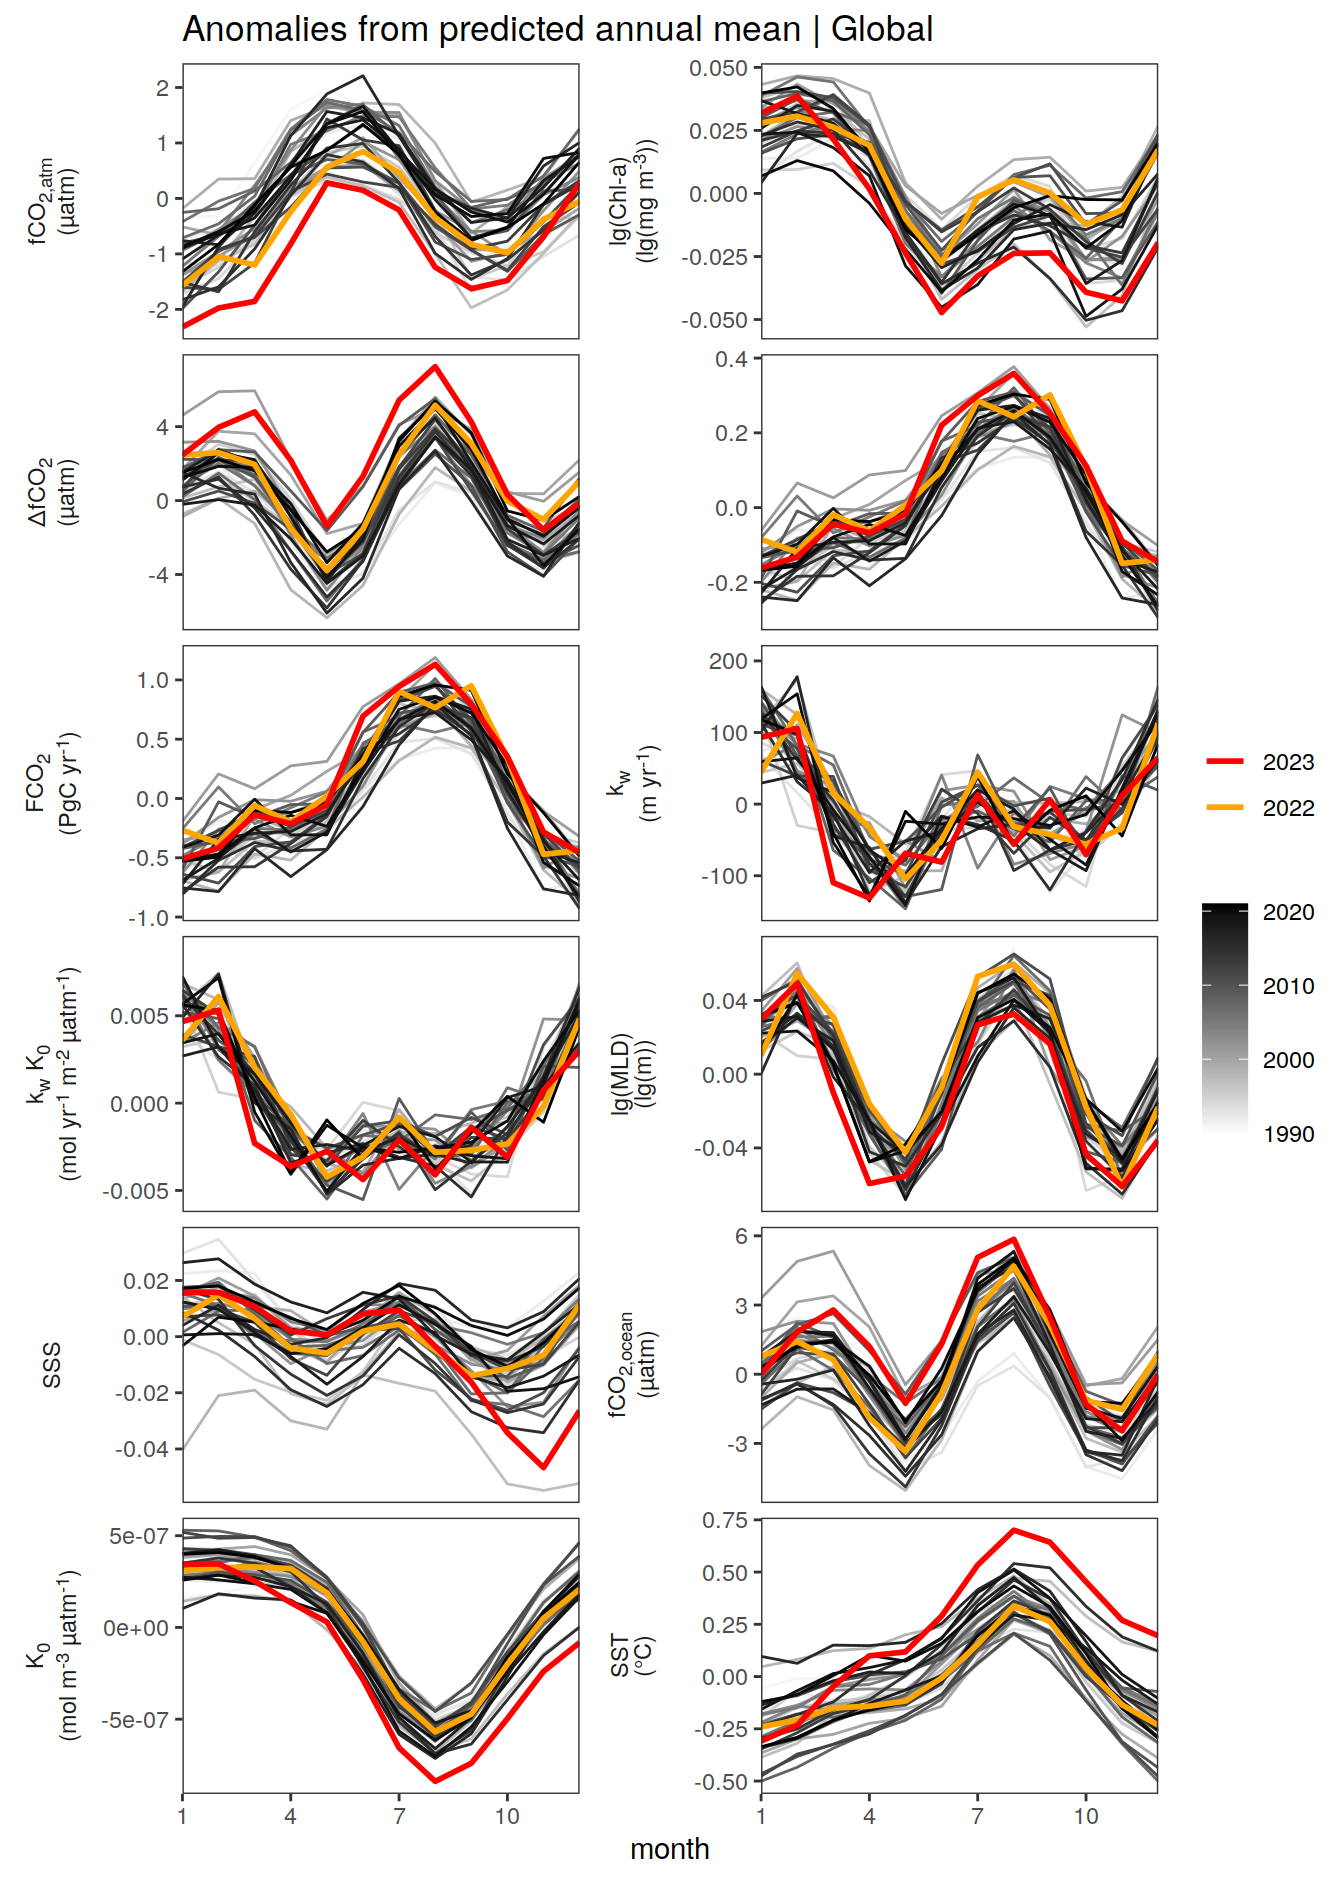 Anomalies from predicted annual mean | Global
fCO2,atm
(µatm)
2
1
0
-1
-2
lg(Chl-a)
(lg(mg m-3))
0.050
0.025
0.000
-0.025
-0.050
ΔfCO2
(µatm)
4
0
-4
0.4
0.2
0.0
-0.2
FCO2
(PgC yr-1)
1.0
0.5
0.0
-0.5
-1.0
kw
(m yr-1)
200
100
0
-100
kw K0
(mol yr-1 m-2 µatm-1)
0.005
0.000
-0.005
lg(MLD)
(lg(m))
0.04
0.00
-0.04
SSS
0.02
0.00
-0.02
-0.04
fCO2,ocean
(µatm)
6
3
0
-3
K0
(mol m-3 µatm-1)
5e-07
0e+00
-5e-07
SST
(°C)
0.75
0.50
0.25
0.00
-0.25
-0.50
1 4 7 10
1 4 7 10
month
2023
2022
2020
2010
2000
1990